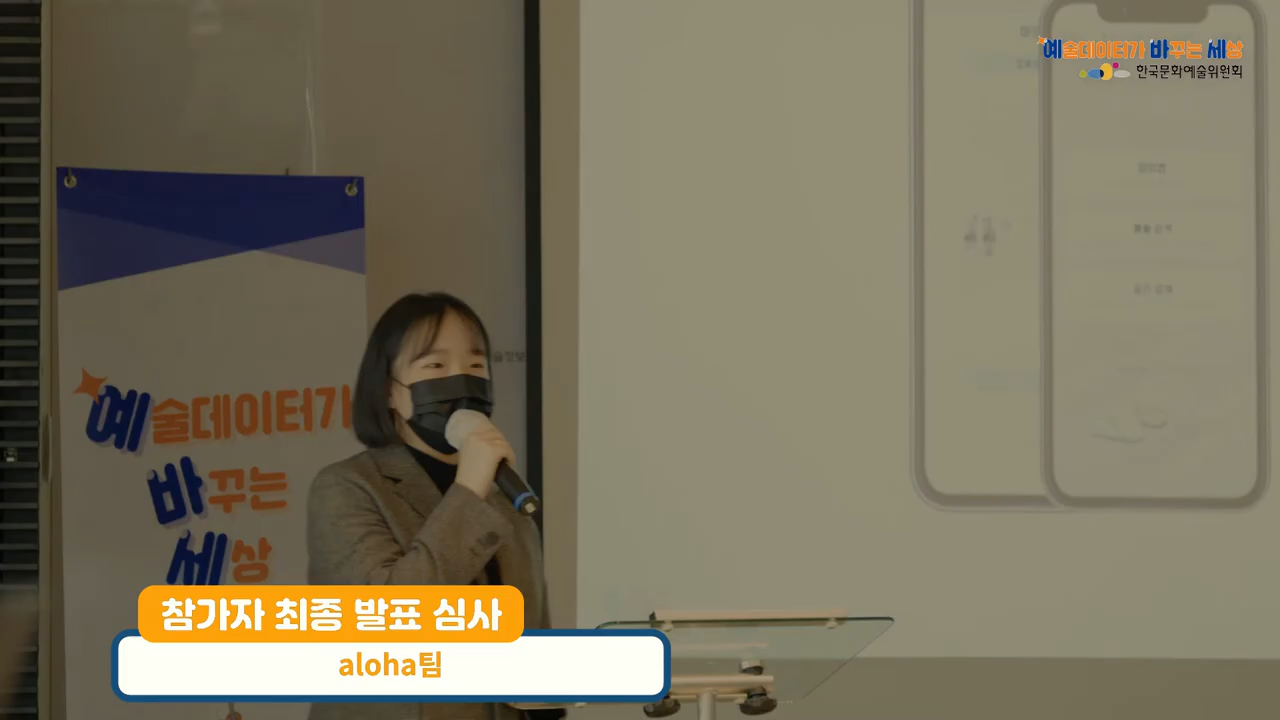 예술데이터가 바꾸는 세상
한국문화예술위원회
예술데이터가
바꾸는
세상
참가자 최종 발표 심사
aloha팀